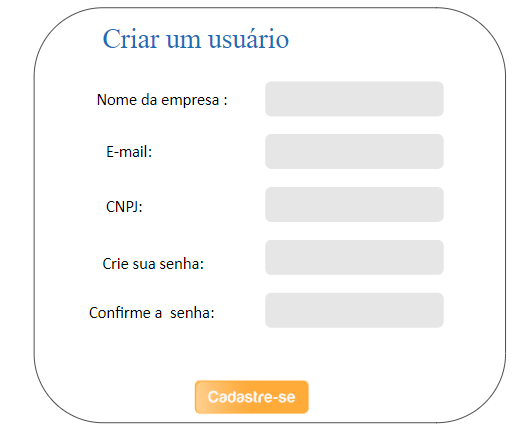 Criar um usuário
Nome da empresa :
E-mail:
CNPJ:
Crie sua senha:
Confirme a  senha:
Cadastre-se